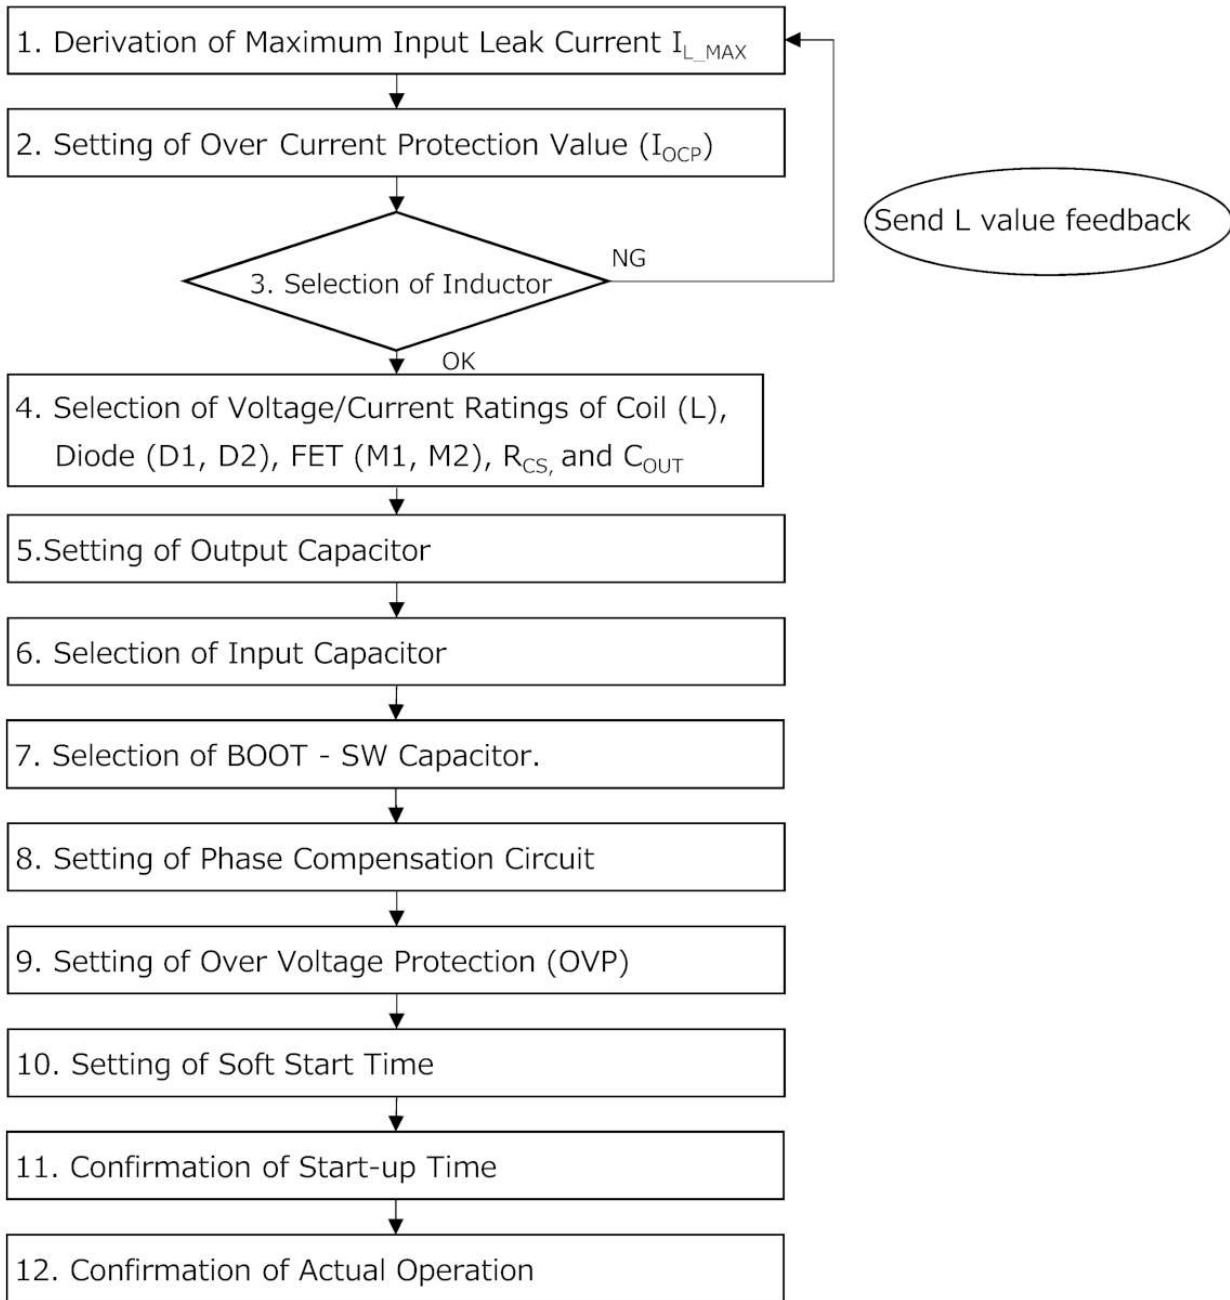 1. Derivation of Maximum Input Leak Current I_L_MAX
2. Setting of Over Current Protection Value (I_OCP)
Send L value feedback
NG
3. Selection of Inductor
OK
4. Selection of Voltage/Current Ratings of Coil (L),
Diode (D1, D2), FET (M1, M2), R_CS, and C_OUT
5.Setting of Output Capacitor
6. Selection of Input Capacitor
7. Selection of BOOT - SW Capacitor.
8. Setting of Phase Compensation Circuit
9. Setting of Over Voltage Protection (OVP)
10. Setting of Soft Start Time
11. Confirmation of Start-up Time
12. Confirmation of Actual Operation